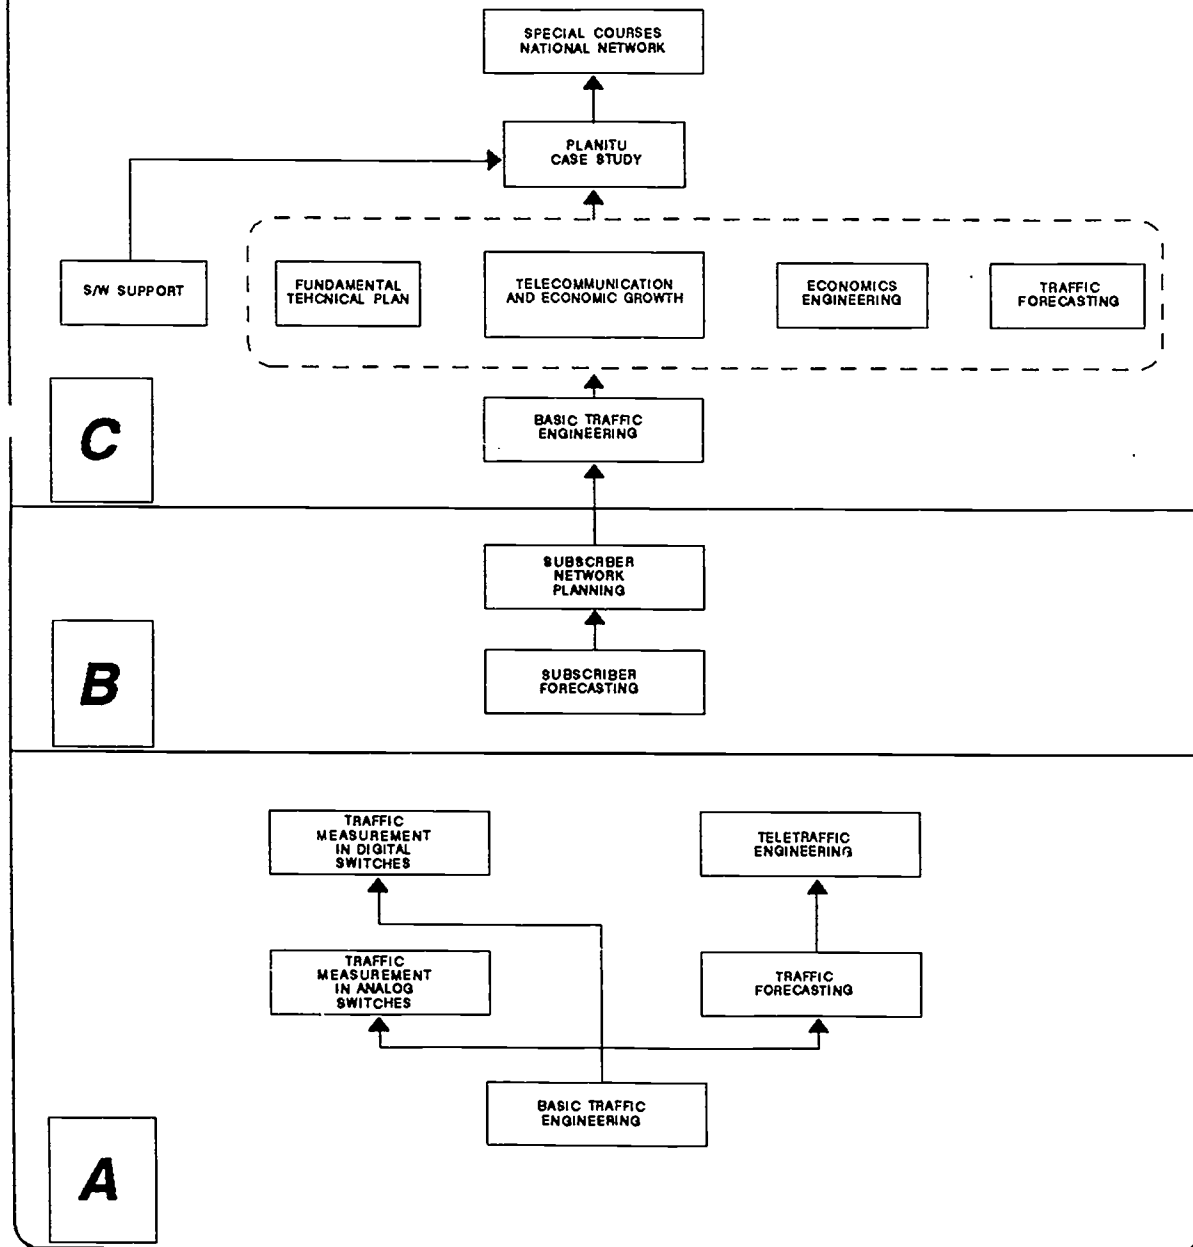 SPECIAL COURSES
NATIONAL NETWORK
PLANITU
CASE STUDY
S/W SUPPORT
FUNDAMENTAL
TEHCNICAL PLAN
TELECOMMUNICATION
AND ECONOMIC GROWTH
ECONOMICS
ENGINEERING
TRAFFIC
FORECASTING
C
BASIC TRAFFIC
ENGINEERING
SUBSCRIBER
NETWORK
PLANNING
B
SUBSCRIBER
FORECASTING
TRAFFIC
MEASUREMENT
IN DIGITAL
SWITCHES
TELETRAFFIC
ENGINEERING
TRAFFIC
MEASUREMENT
IN ANALOG
SWITCHES
TRAFFIC
FORECASTING
BASIC TRAFFIC
ENGINEERING
A